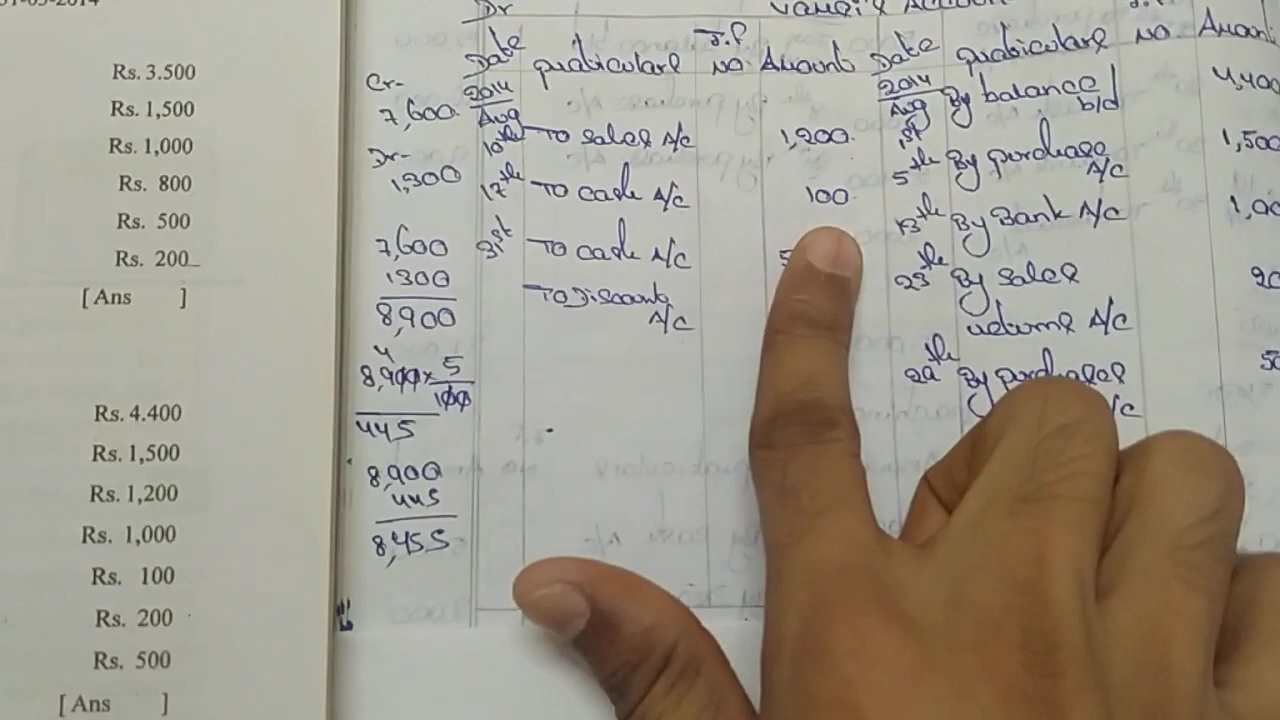 Rs. 3.500
Rs. 1,500
Rs. 1,000
Rs. 800
Rs. 500
Rs. 200
[ Ans ]
Rs. 4.400
Rs. 1,500
Rs. 1,200
Rs. 1,000
Rs. 100
Rs. 200
Rs. 500
[ Ans ]
Cr-
7,600
Dr-
1,300
7,600
1300
8,900
8,900 x 5
100
445
8,900
445
8,455
Dr
Date particulars J.F No. Amount Date particulars No Amount
2014
Aug
10th To sales A/c 1,200
17th To cash A/c 100
31st To cash A/c 5
To Discount
A/c
2014
Aug
1st By balance b/d 4,400
5th By purchase A/c 1,500
13th By Bank A/c
23rd By sales
returns A/c
29th By purchases
/c